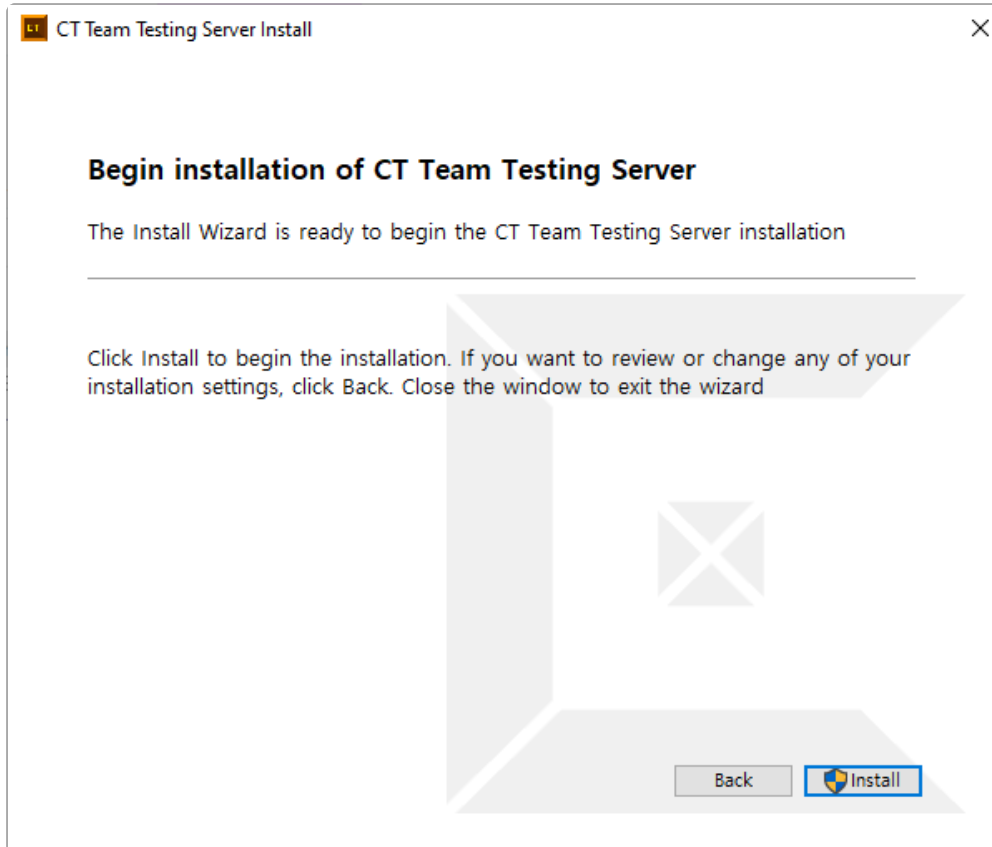 CT
CT Team Testing Server Install
Begin installation of CT Team Testing Server
The Install Wizard is ready to begin the CT Team Testing Server installation
Click Install to begin the installation. If you want to review or change any of your
installation settings, click Back. Close the window to exit the wizard
Back
Install